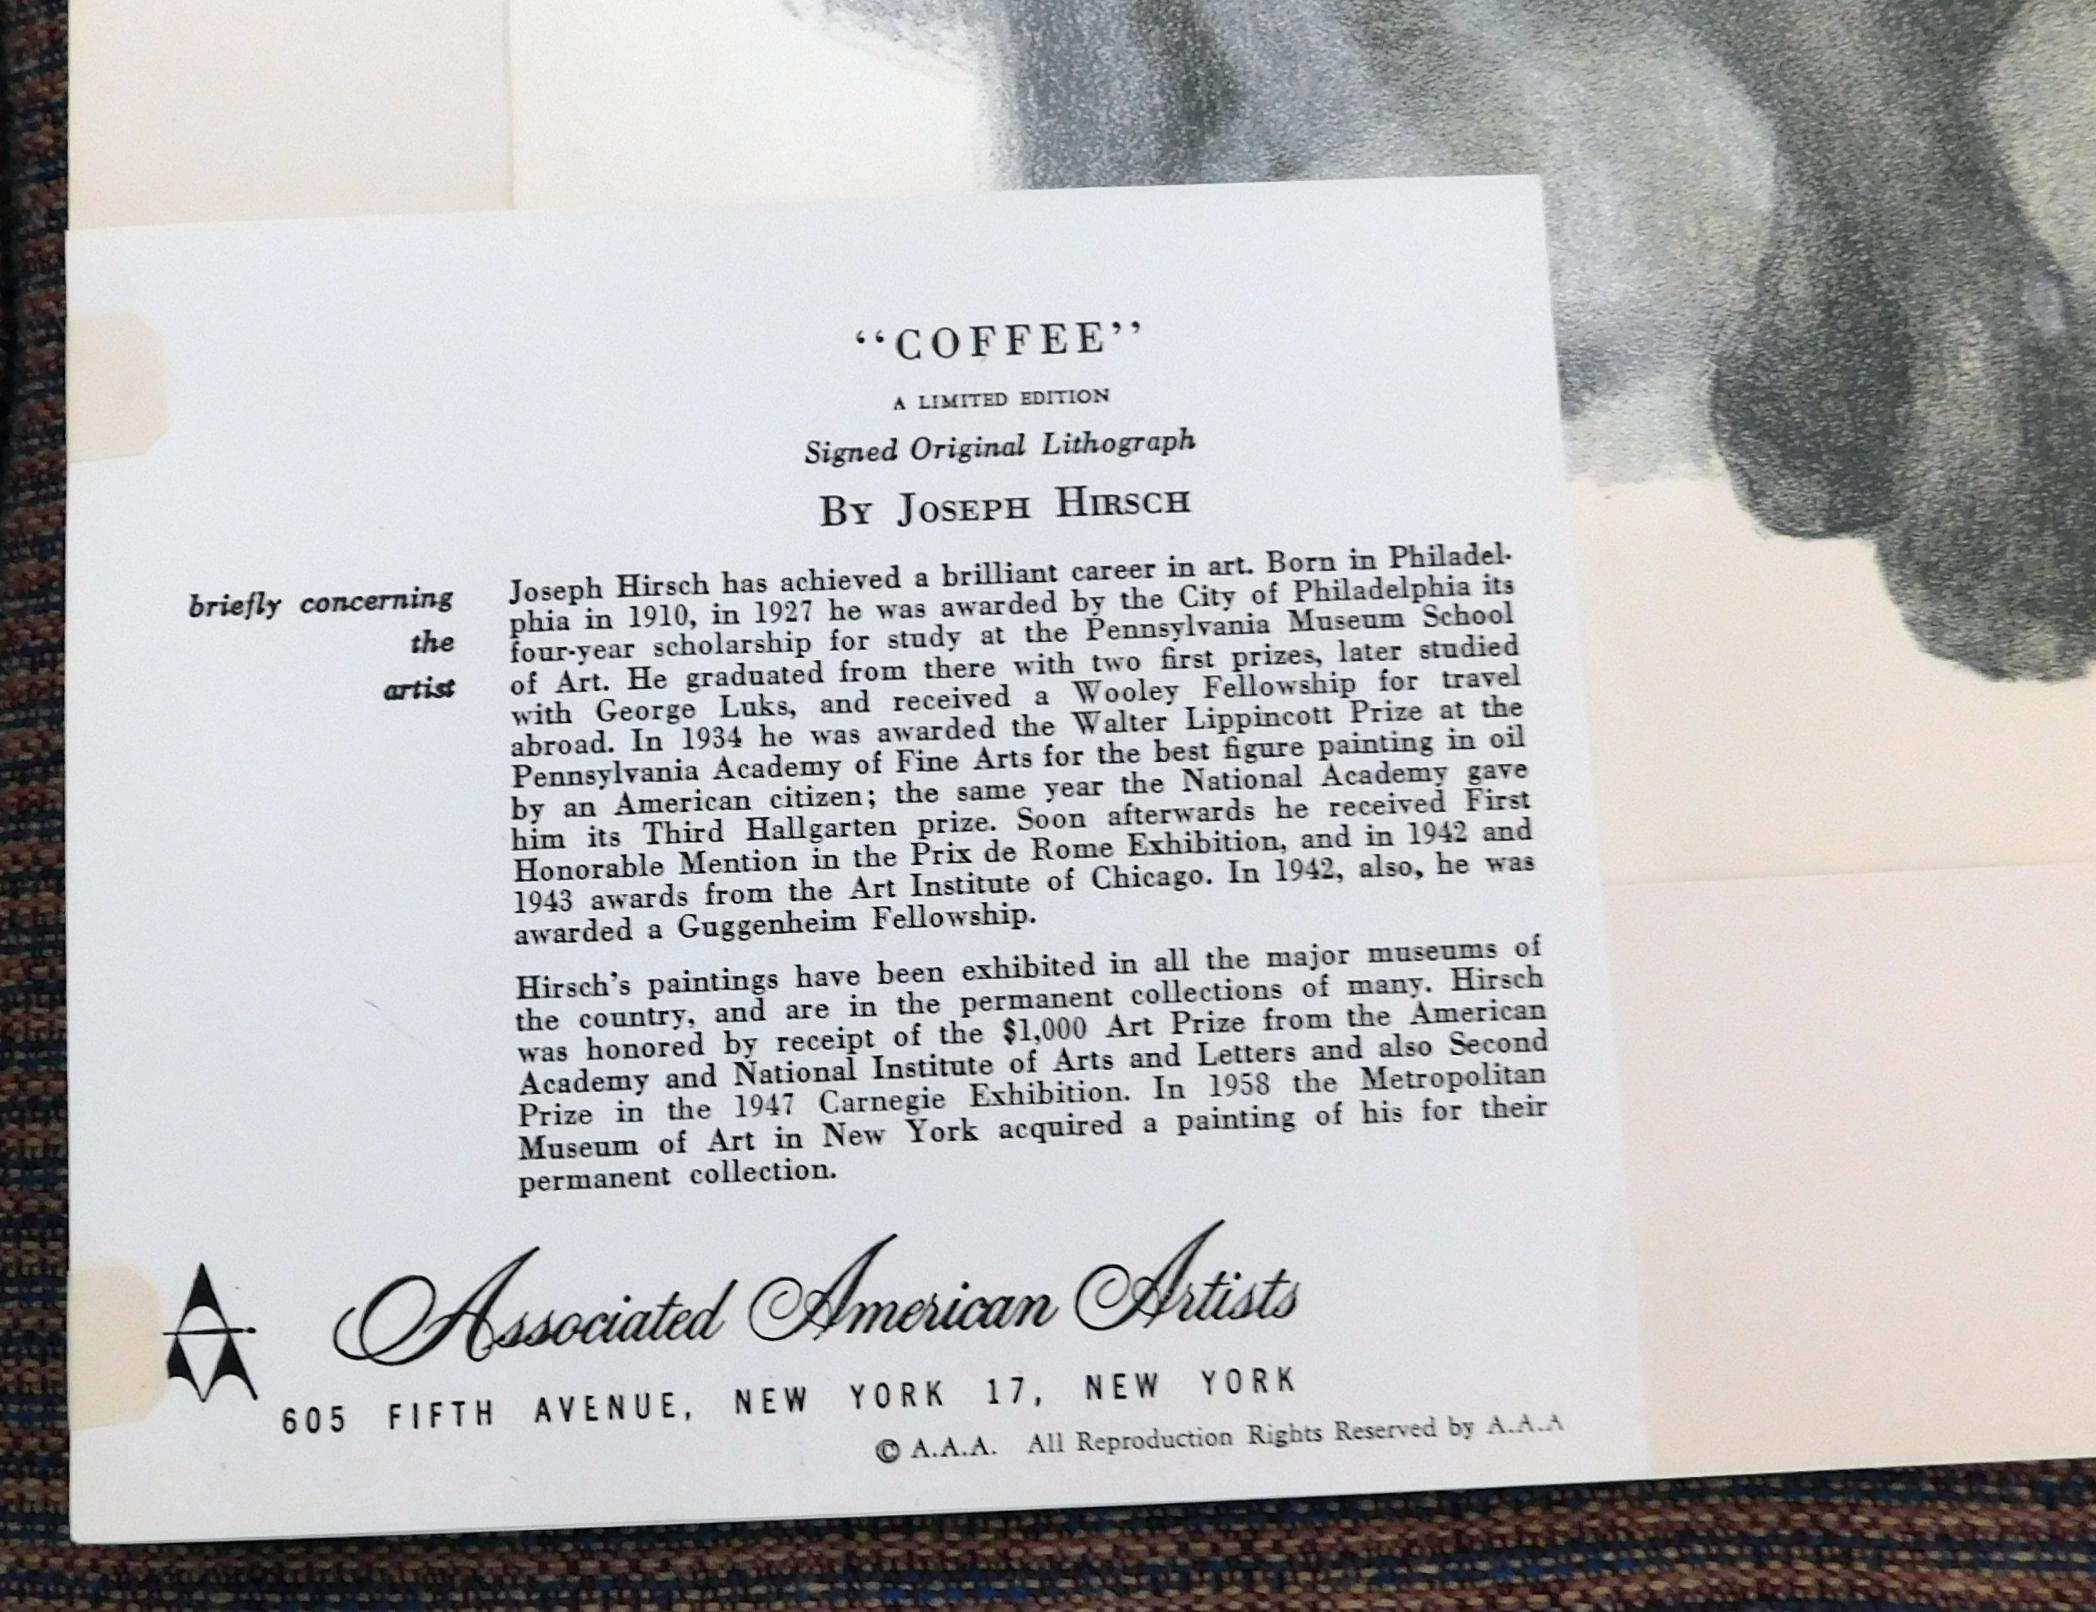 “COFFEE”
A LIMITED EDITION
Signed Original Lithograph
By Joseph Hirsch
briefly concerning
the
artist
Joseph Hirsch has achieved a brilliant career in art. Born in Philadel-
phia in 1910, in 1927 he was awarded by the City of Philadelphia its
four-year scholarship for study at the Pennsylvania Museum School
of Art. He graduated from there with two first prizes, later studied
with George Luks, and received a Wooley Fellowship for travel
abroad. In 1934 he was awarded the Walter Lippincott Prize at the
Pennsylvania Academy of Fine Arts for the best figure painting in oil
by an American citizen; the same year the National Academy gave
him its Third Hallgarten prize. Soon afterwards he received First
Honorable Mention in the Prix de Rome Exhibition, and in 1942 and
1943 awards from the Art Institute of Chicago. In 1942, also, he was
awarded a Guggenheim Fellowship.
Hirsch’s paintings have been exhibited in all the major museums of
the country, and are in the permanent collections of many. Hirsch
was honored by receipt of the $1,000 Art Prize from the American
Academy and National Institute of Arts and Letters and also Second
Prize in the 1947 Carnegie Exhibition. In 1958 the Metropolitan
Museum of Art in New York acquired a painting of his for their
permanent collection.
Associated American Artists
605 FIFTH AVENUE, NEW YORK 17, NEW YORK
© A.A.A. All Reproduction Rights Reserved by A.A.A